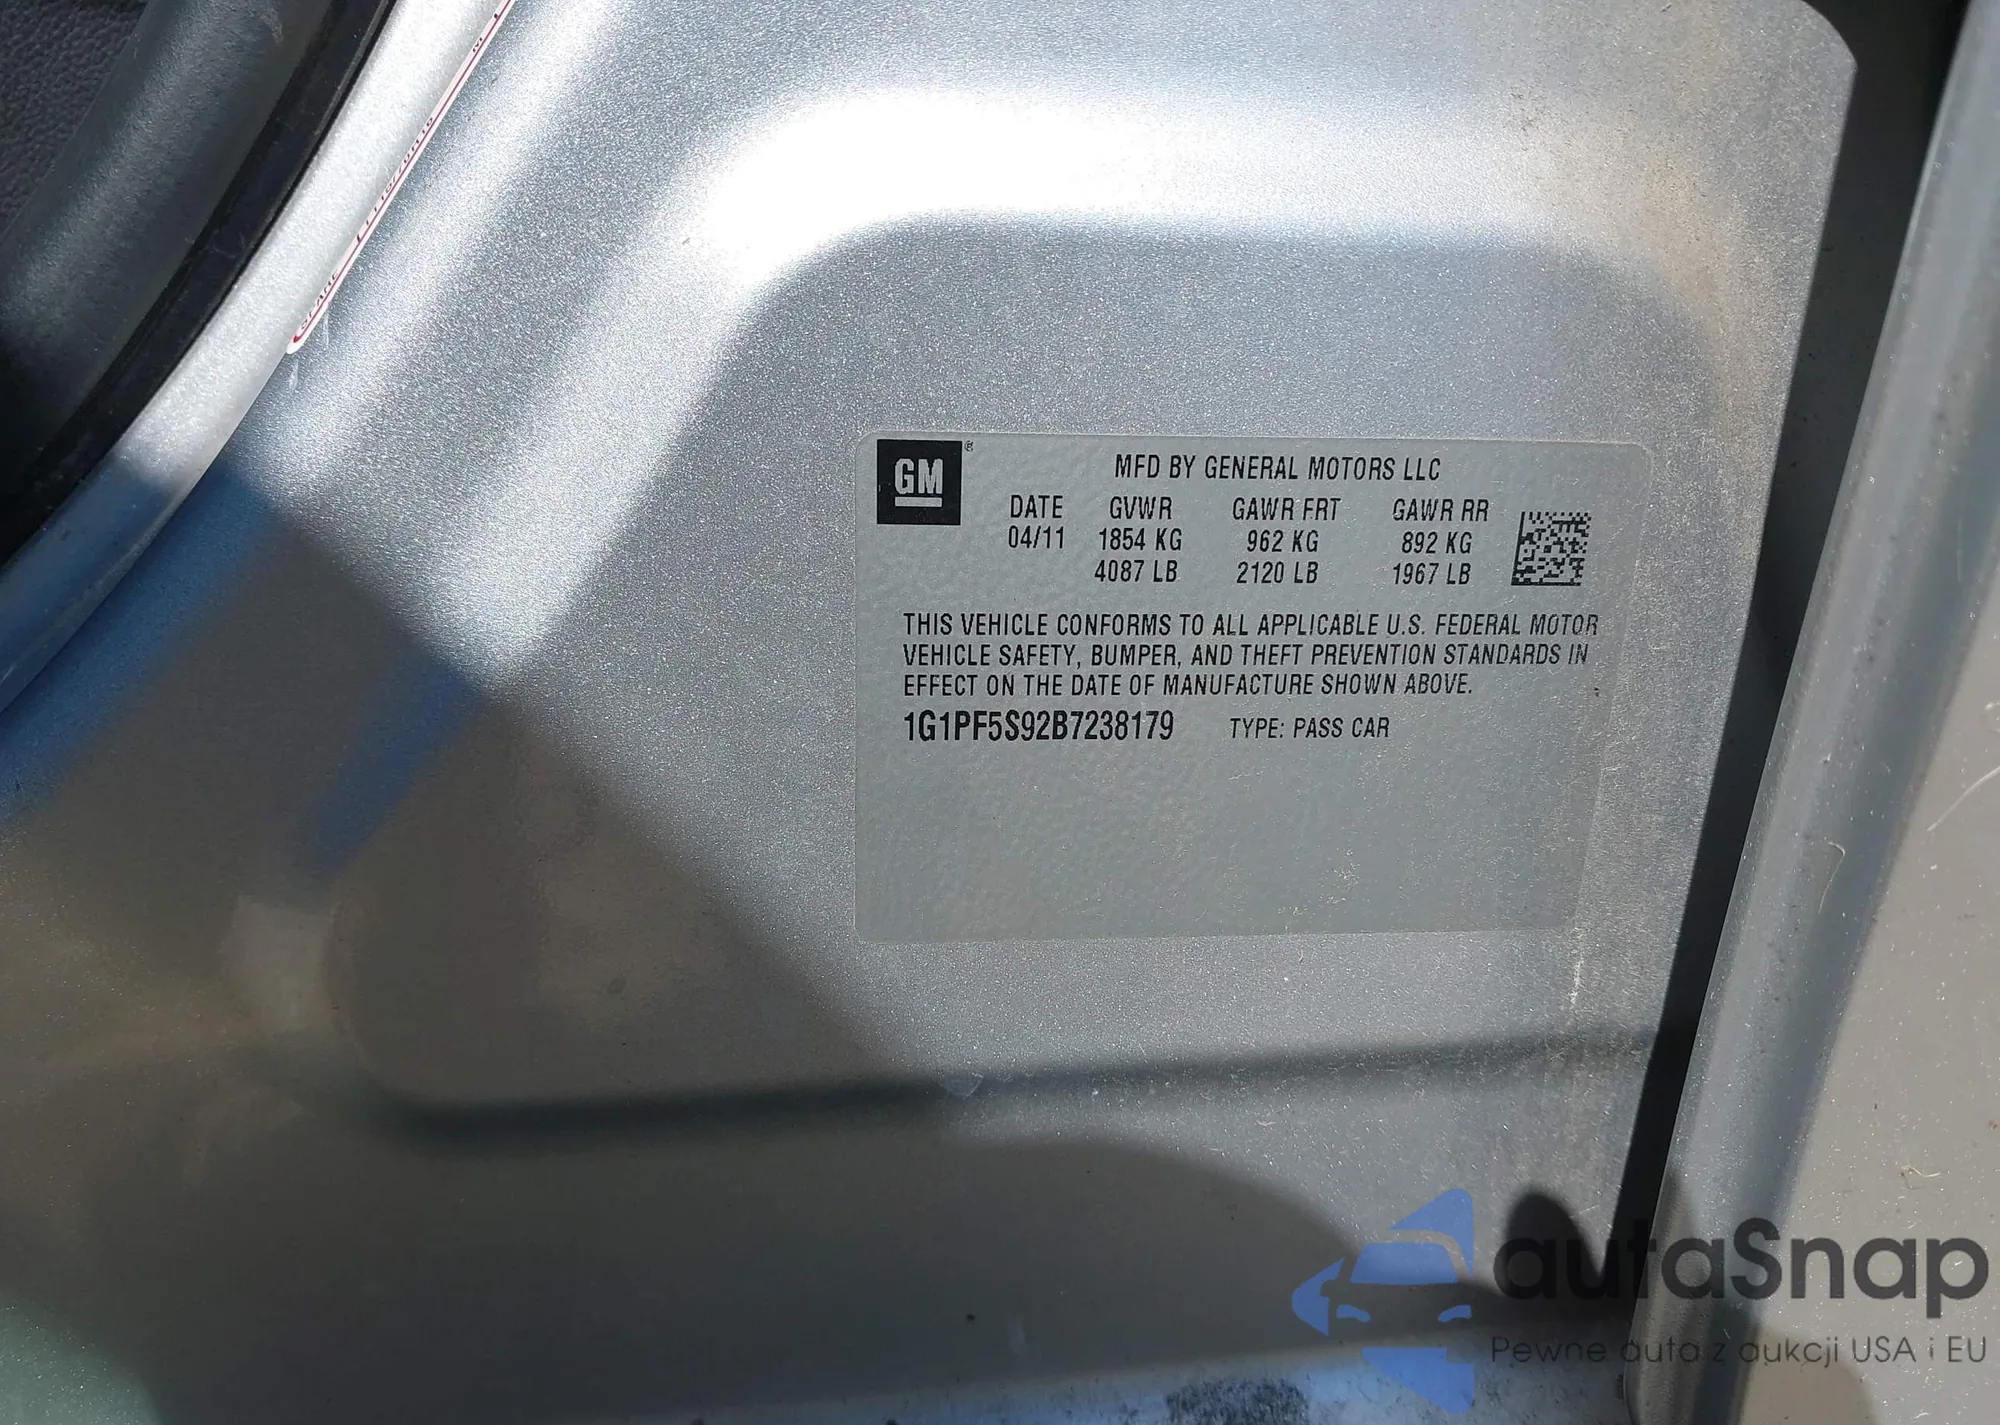 GM ®
MFD BY GENERAL MOTORS LLC
DATE GVWR GAWR FRT GAWR RR
04/11 1854 KG 962 KG 892 KG
4087 LB 2120 LB 1967 LB
THIS VEHICLE CONFORMS TO ALL APPLICABLE U.S. FEDERAL MOTOR
VEHICLE SAFETY, BUMPER, AND THEFT PREVENTION STANDARDS IN
EFFECT ON THE DATE OF MANUFACTURE SHOWN ABOVE.
1G1PF5S92B7238179 TYPE: PASS CAR
autaSnap
Pewne auta z aukcji USA i EU